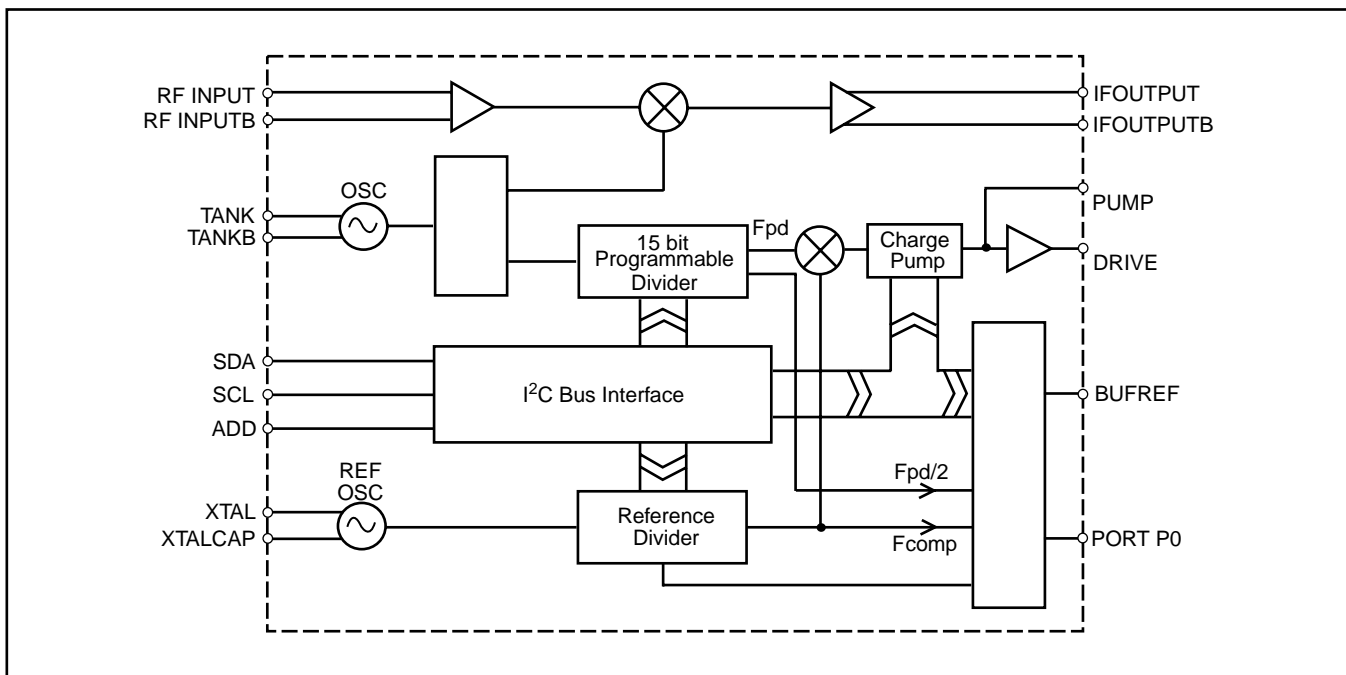 RF INPUT
RF INPUTB
IFOUTPUT
IFOUTPUTB
OSC
TANK
TANKB
15 bit
Programmable
Divider
Fpd
Charge
Pump
PUMP
DRIVE
SDA
SCL
ADD
I²C Bus Interface
BUFREF
REF
OSC
XTAL
XTALCAP
Reference
Divider
Fpd/2
Fcomp
PORT P0